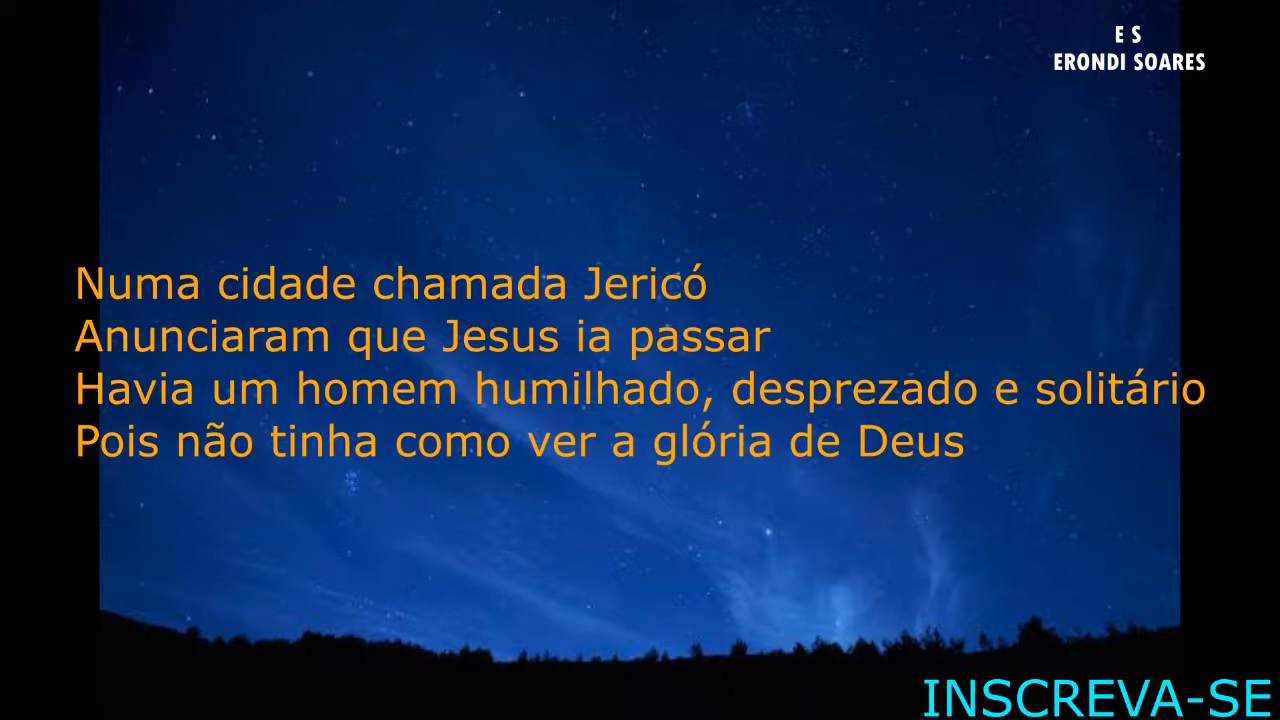 E S
ERONDI SOARES
Numa cidade chamada Jericó
Anunciaram que Jesus ia passar
Havia um homem humilhado, desprezado e solitário
Pois não tinha como ver a glória de Deus
INSCREVA-SE